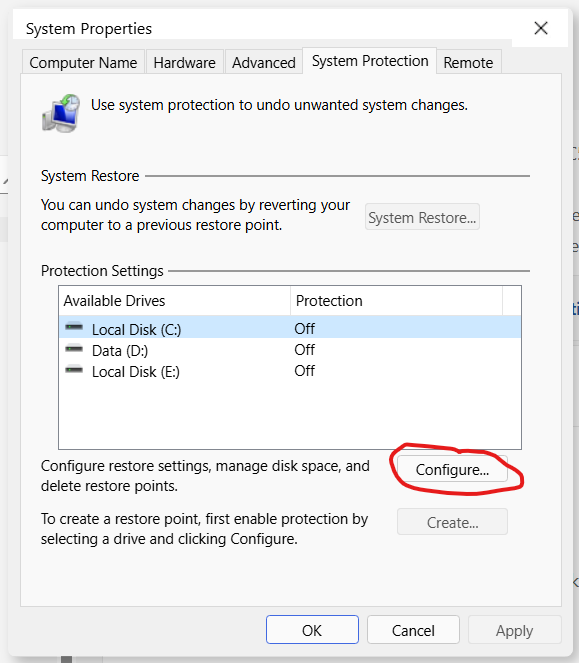 System Properties
Computer Name
Hardware
Advanced
System Protection
Remote
Use system protection to undo unwanted system changes.
System Restore
You can undo system changes by reverting your
computer to a previous restore point.
System Restore...
Protection Settings
Available Drives
Protection
Local Disk (C:)
Off
Data (D:)
Off
Local Disk (E:)
Off
Configure restore settings, manage disk space, and
delete restore points.
Configure...
To create a restore point, first enable protection by
selecting a drive and clicking Configure.
Create...
OK
Cancel
Apply